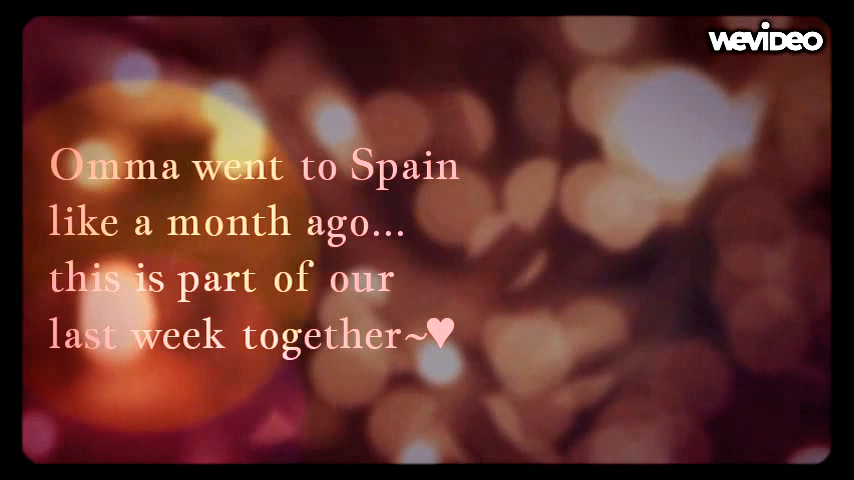 WEVIDEO
Omma went to Spain
like a month ago...
this is part of our
last week together~♥